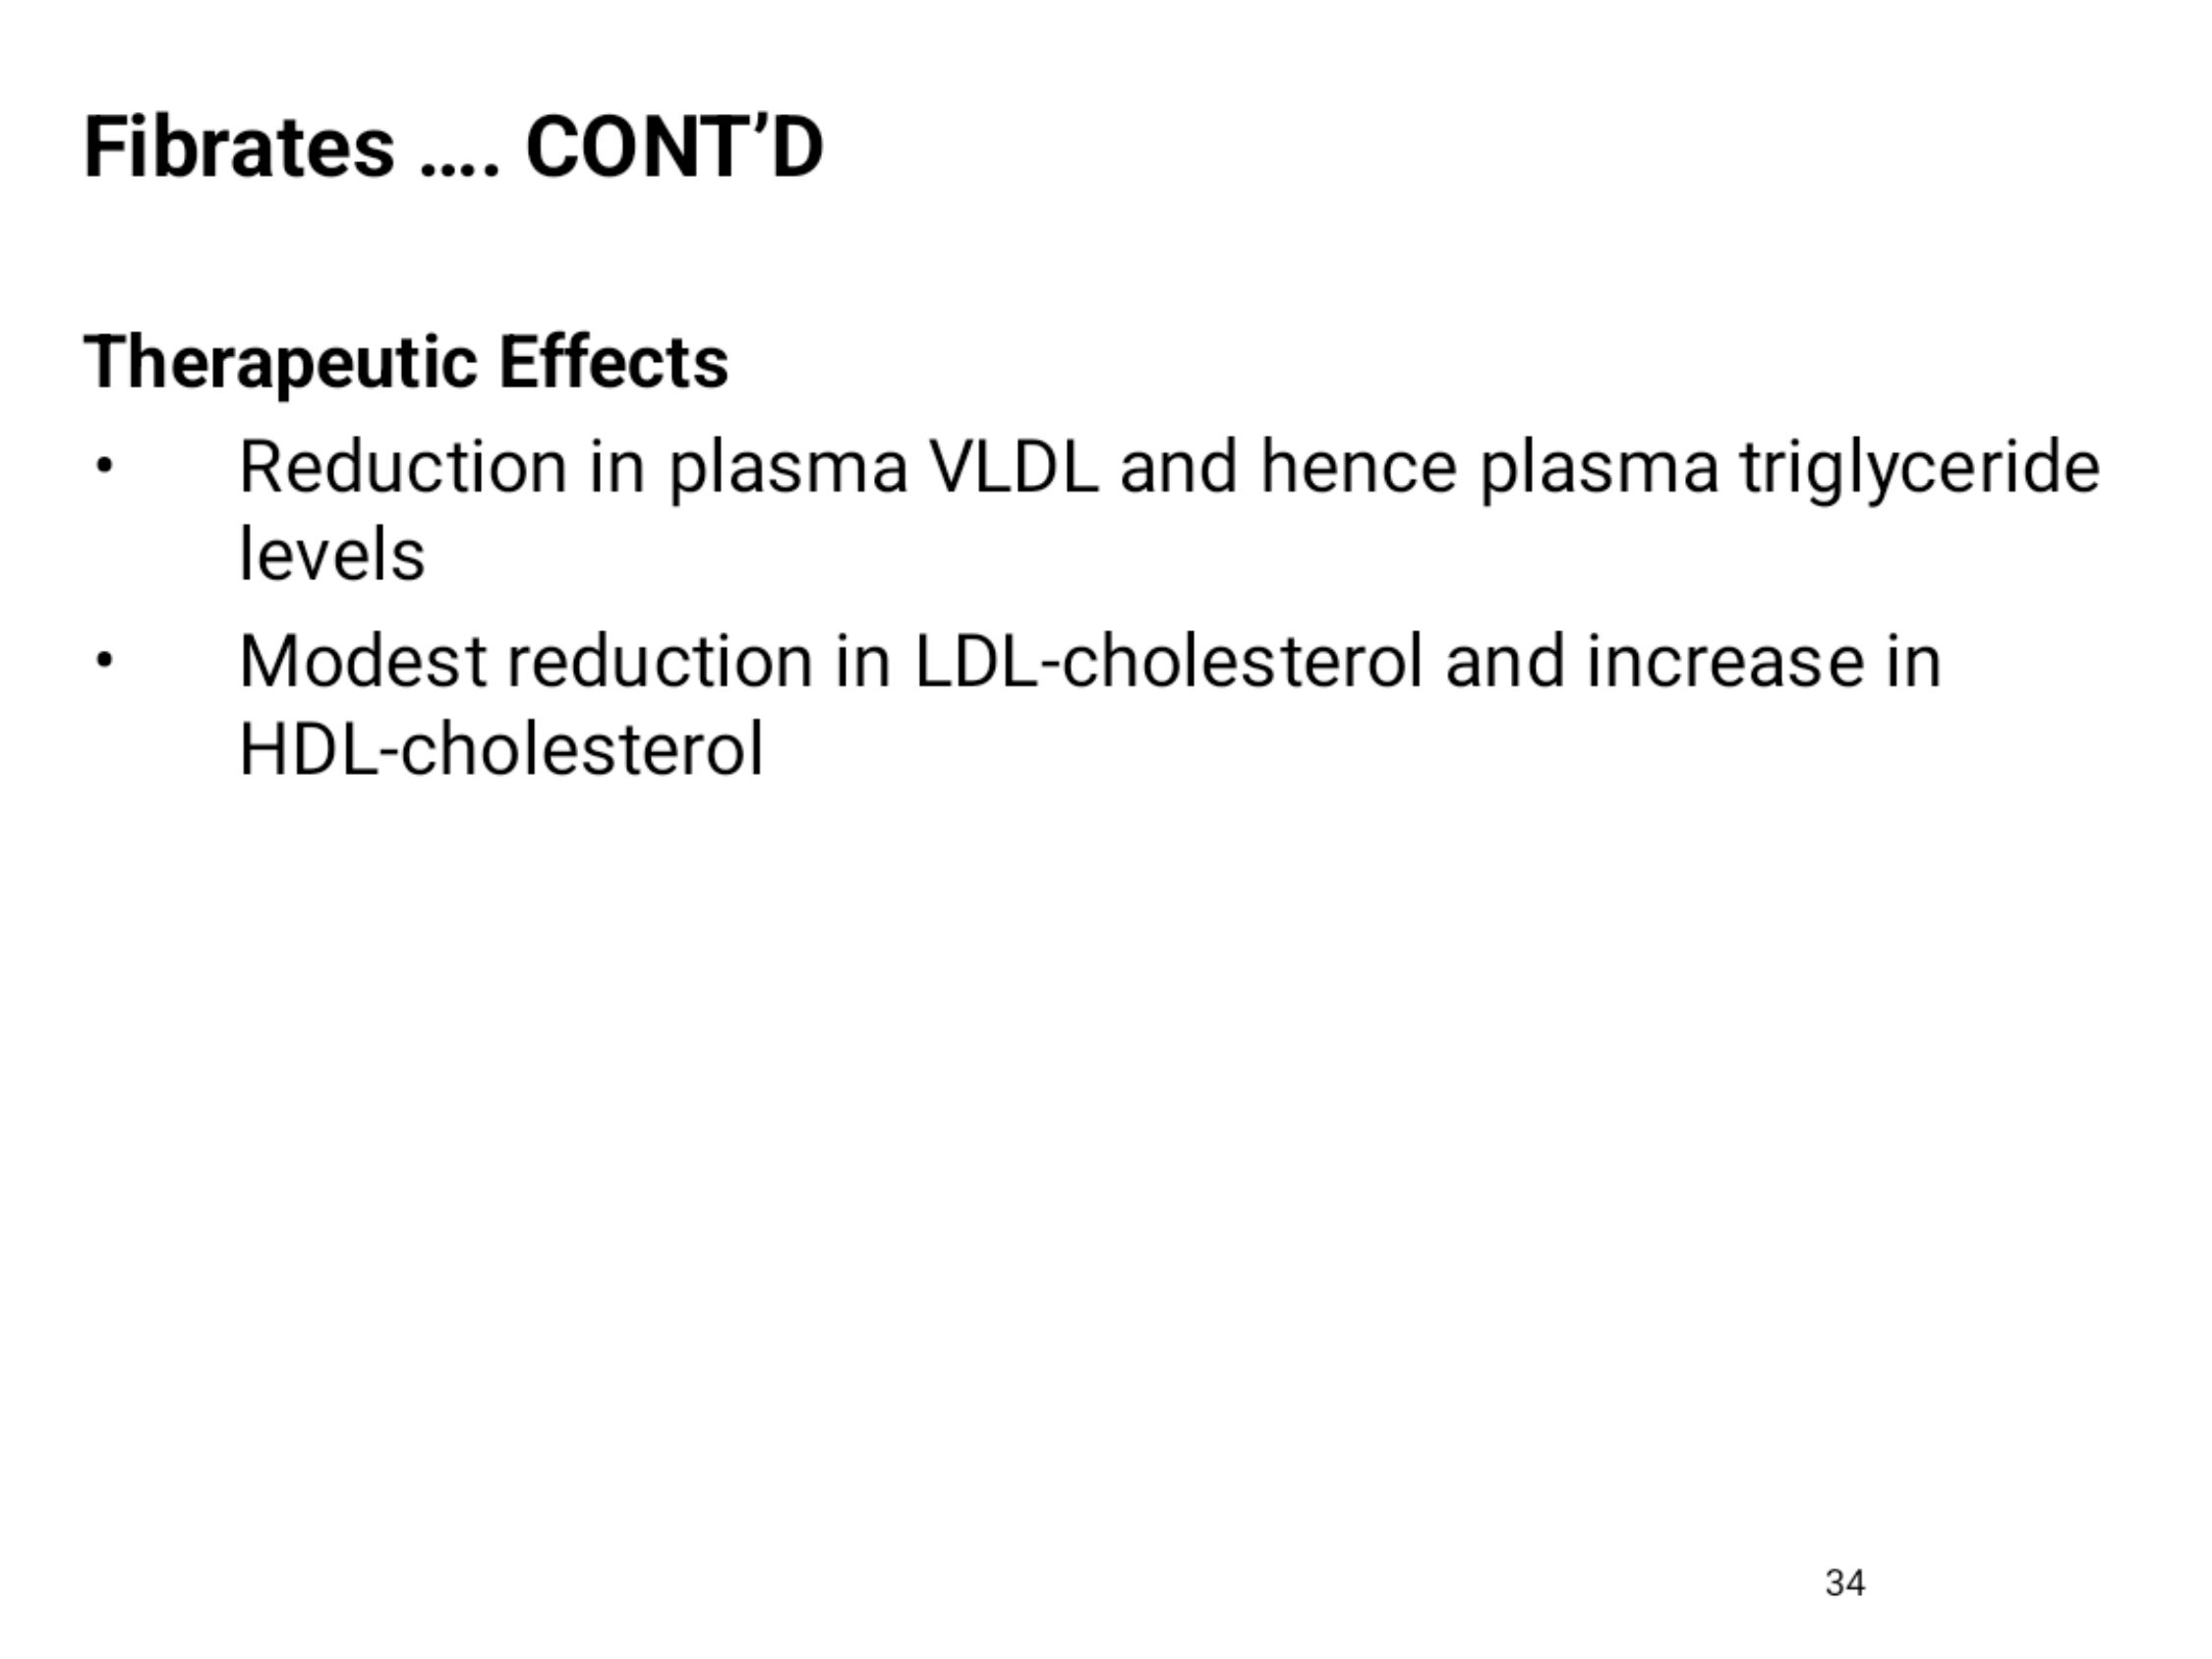 Fibrates .... CONT’D
Therapeutic Effects
• Reduction in plasma VLDL and hence plasma triglyceride
levels
• Modest reduction in LDL-cholesterol and increase in
HDL-cholesterol
34